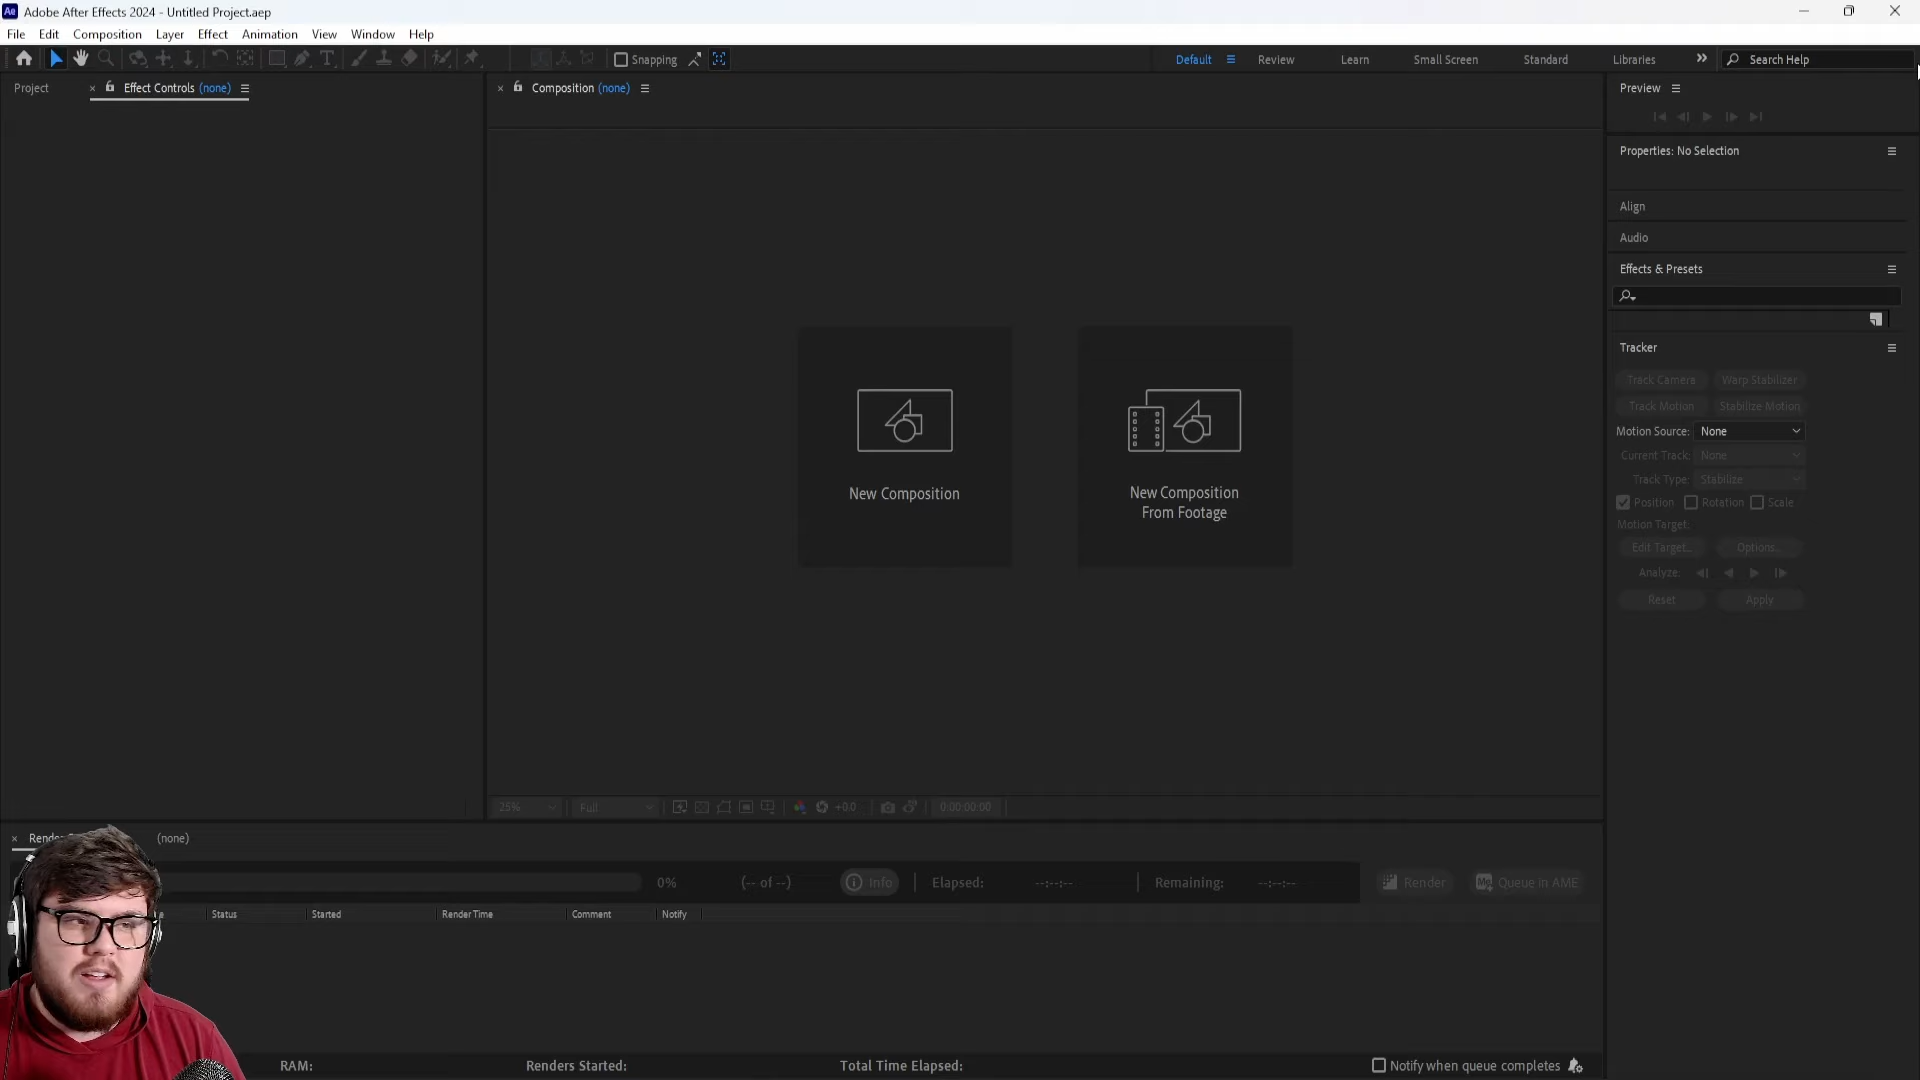 Ae Adobe After Effects 2024 - Untitled Project.aep
File Edit Composition Layer Effect Animation View Window Help
Snapping Default Review Learn Small Screen Standard Libraries » Search Help
Project × Effect Controls (none)
× Composition (none)
Preview
Properties: No Selection
Align
Audio
Effects & Presets
Tracker
Track Camera Warp Stabilizer
Track Motion Stabilize Motion
Motion Source: None
Current Track: None
Track Type: Stabilize
Position Rotation Scale
Motion Target:
Edit Target... Options...
Analyze:
Reset Apply
New Composition
New Composition
From Footage
25% Full +0.0 0:00:00:00
× (none)
0% (-- of --) Info Elapsed: --:--:-- Remaining: --:--:-- Render Queue in AME
Status Started Render Time Comment Notify
RAM: Renders Started: Total Time Elapsed: Notify when queue completes